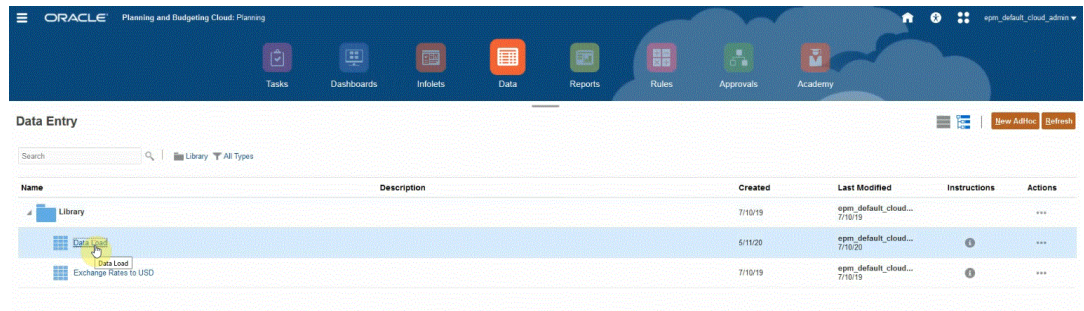 ORACLE® Planning and Budgeting Cloud: Planning
epm_default_cloud_admin
Tasks Dashboards Infolets Data Reports Rules Approvals Academy
Data Entry
New AdHoc Refresh
Search Library All Types
Name Description Created Last Modified Instructions Actions
Library 7/10/19 epm_default_cloud...
7/10/19
Data Load 5/11/20 epm_default_cloud...
7/10/20
Data Load
Exchange Rates to USD 7/10/19 epm_default_cloud...
7/10/19